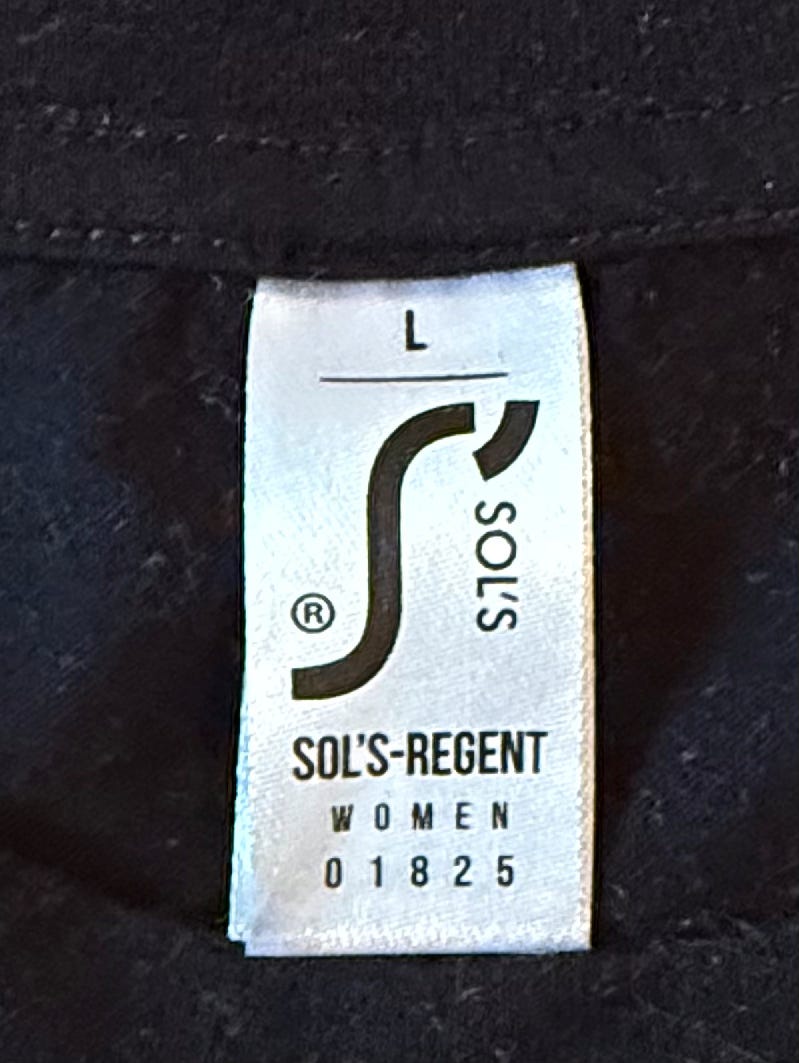 L
SOL'S
®
SOL'S-REGENT
WOMEN
01825